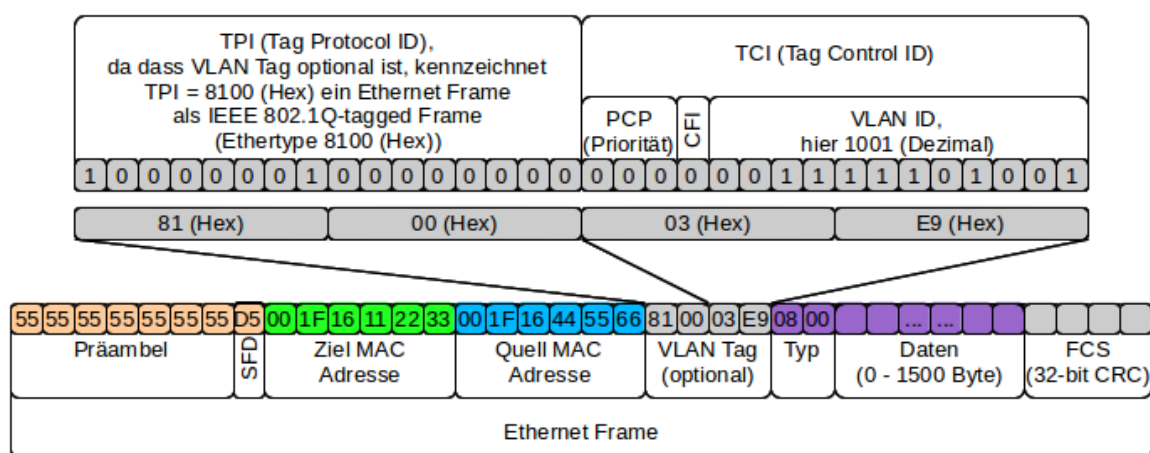 TPI (Tag Protocol ID),
da dass VLAN Tag optional ist, kennzeichnet
TPI = 8100 (Hex) ein Ethernet Frame
als IEEE 802.1Q-tagged Frame
(Ethertype 8100 (Hex))
TCI (Tag Control ID)
PCP
(Priorität)
CFI
VLAN ID,
hier 1001 (Dezimal)
1 0 0 0 0 0 0 1 0 0 0 0 0 0 0 0 0 0 0 0 0 0 1 1 1 1 1 0 1 0 0 1
81 (Hex) 00 (Hex) 03 (Hex) E9 (Hex)
55 55 55 55 55 55 55 D5 00 1F 16 11 22 33 00 1F 16 44 55 66 81 00 03 E9 08 00 ... ...
Präambel
SFD
Ziel MAC
Adresse
Quell MAC
Adresse
VLAN Tag
(optional)
Typ
Daten
(0 - 1500 Byte)
FCS
(32-bit CRC)
Ethernet Frame